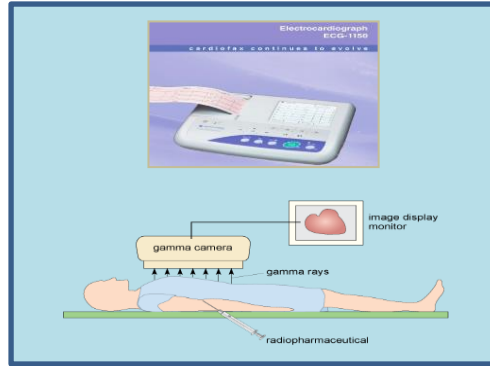 Electrocardiograph
ECG-1150
cardiofax continues to evolve
image display
monitor
gamma camera
gamma rays
radiopharmaceutical